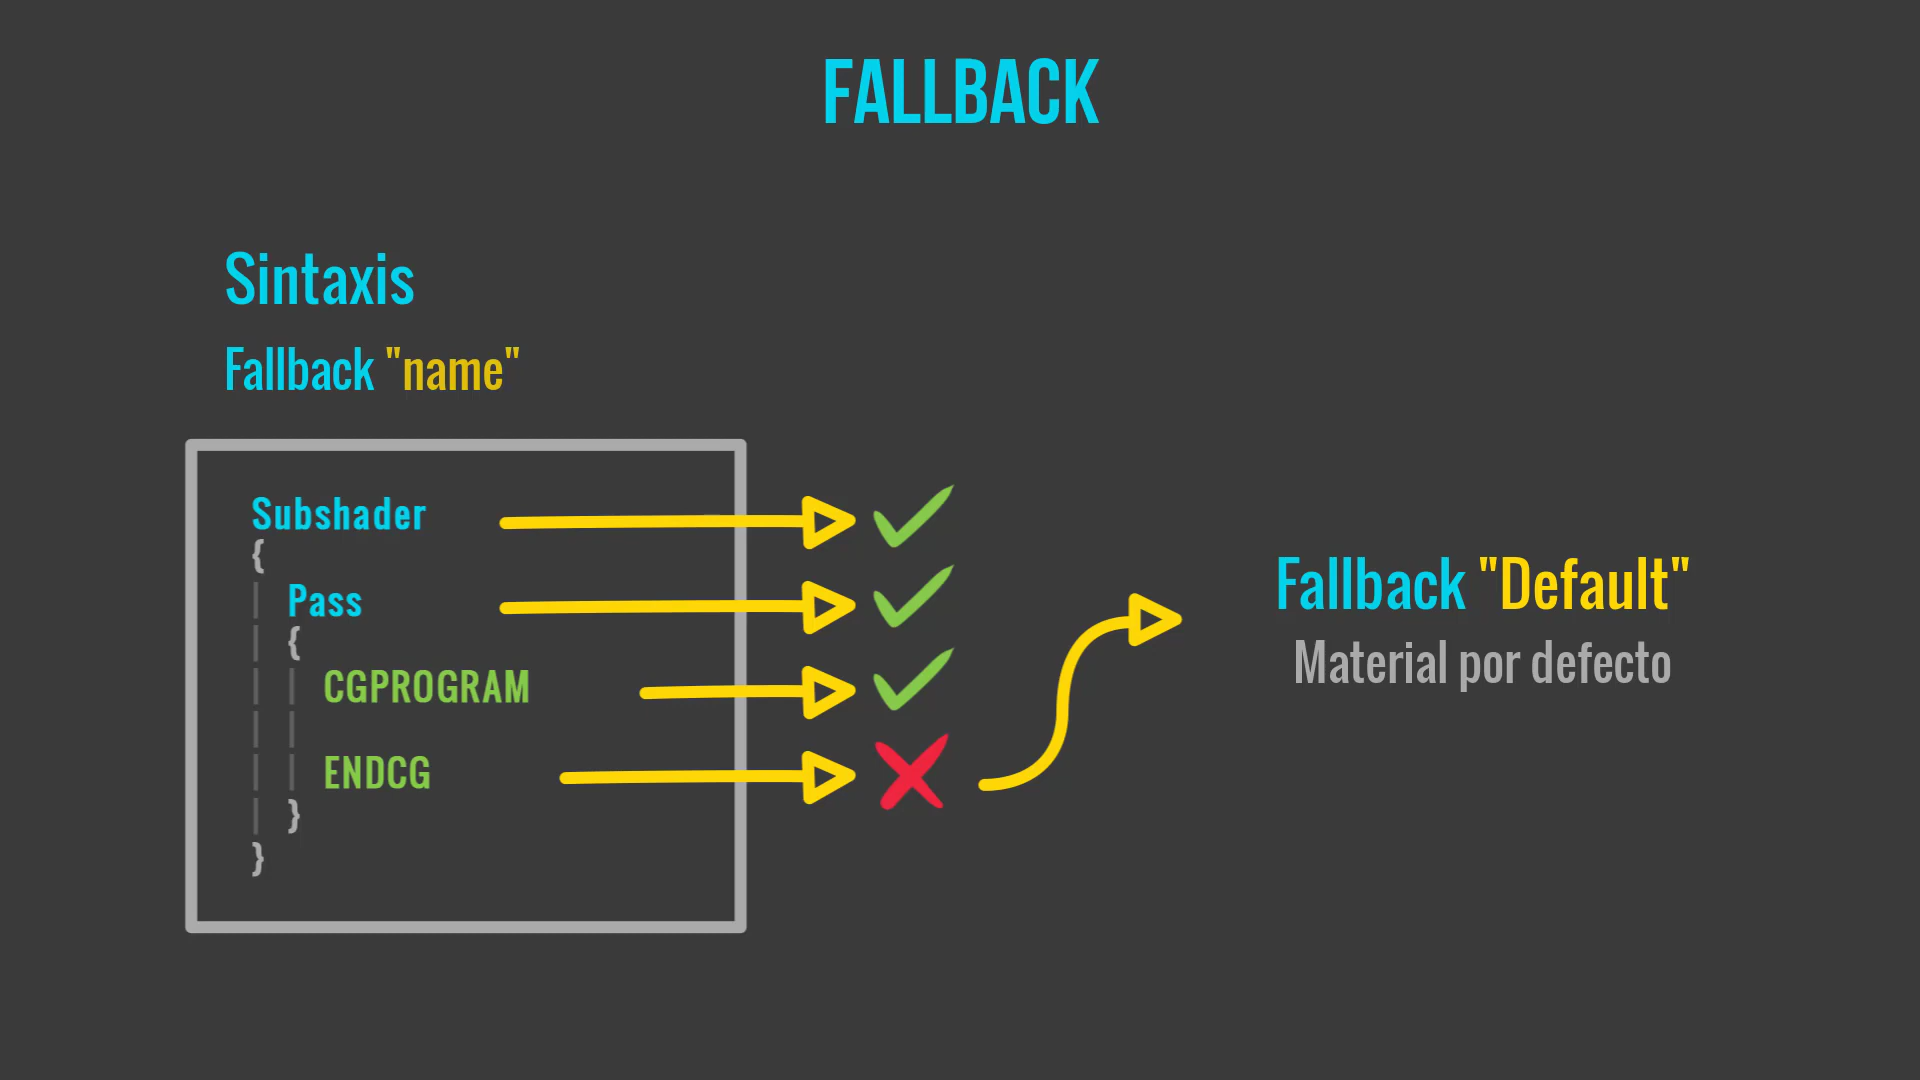 FALLBACK
Sintaxis
Fallback "name"
Subshader
{
Pass
{
CGPROGRAM
ENDCG
}
}
Fallback "Default"
Material por defecto